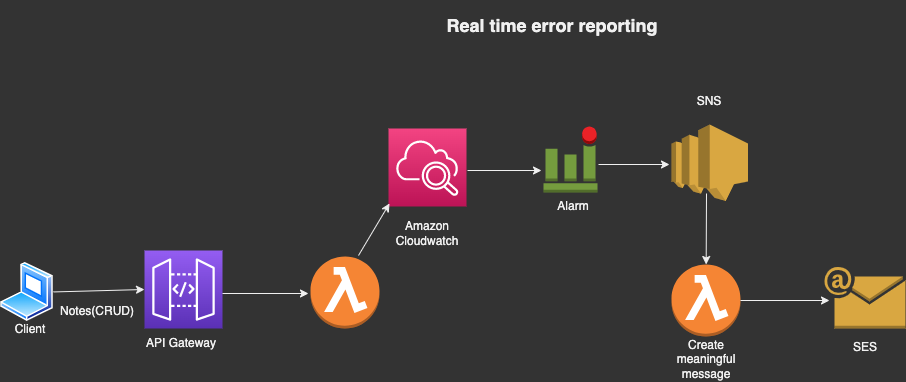 Real time error reporting
SNS
Alarm
Amazon
Cloudwatch
Client
Notes(CRUD)
</>
API Gateway
λ
λ
Create
meaningful
message
@
SES